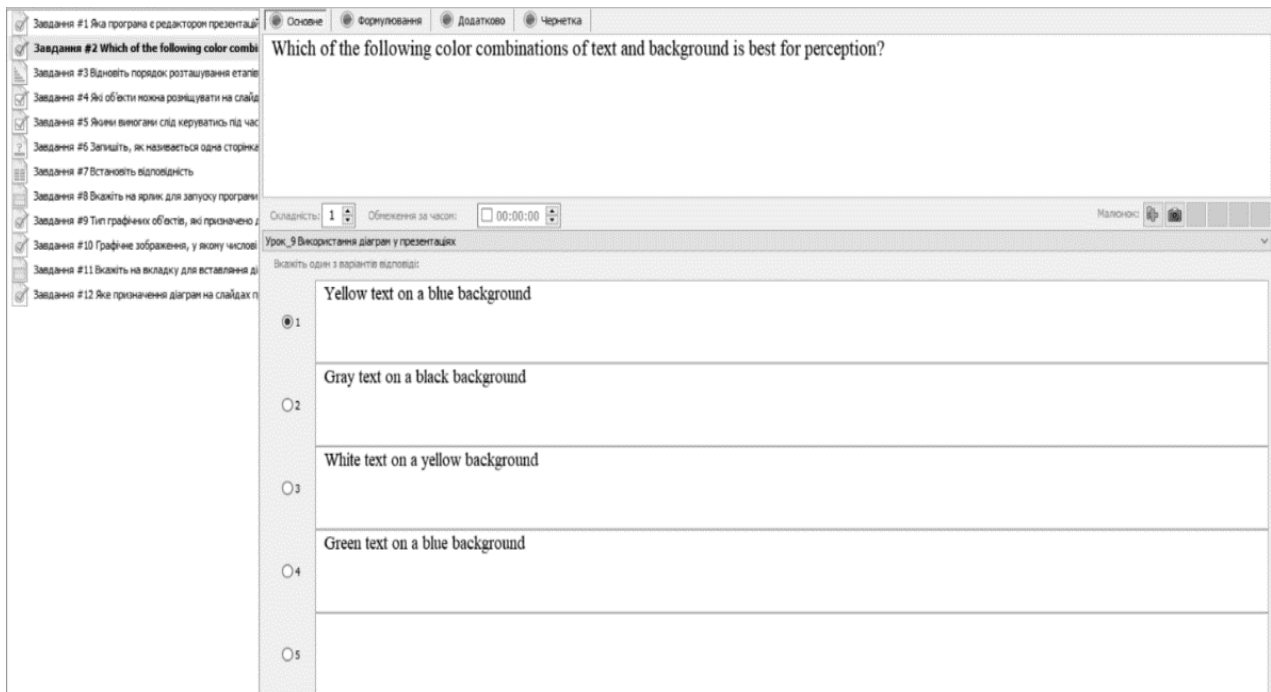 Завдання #1 Яка програма є редактором презентацій
Завдання #2 Which of the following color combi
Завдання #3 Відновіть порядок розташування етапів
Завдання #4 Які об'єкти можна розміщувати на слайд
Завдання #5 Якими вимогами слід керуватись під час
Завдання #6 Запишіть, як називається одна сторінка
Завдання #7 Встановіть відповідність
Завдання #8 Вкажіть на ярлик для запуску програми
Завдання #9 Тип графічних об'єктів, які призначено д
Завдання #10 Графічне зображення, у якому числові
Завдання #11 Вкажіть на вкладку для вставляння ді
Завдання #12 Яке призначення діаграм на слайдах п
Основне Формулювання Додатково Чернетка
Which of the following color combinations of text and background is best for perception?
Складність: 1 Обмеження за часом: 00:00:00 Малюнок:
Урок_9 Використання діаграм у презентаціях
Вкажіть один з варіантів відповіді:
1 Yellow text on a blue background
2 Gray text on a black background
3 White text on a yellow background
4 Green text on a blue background
5